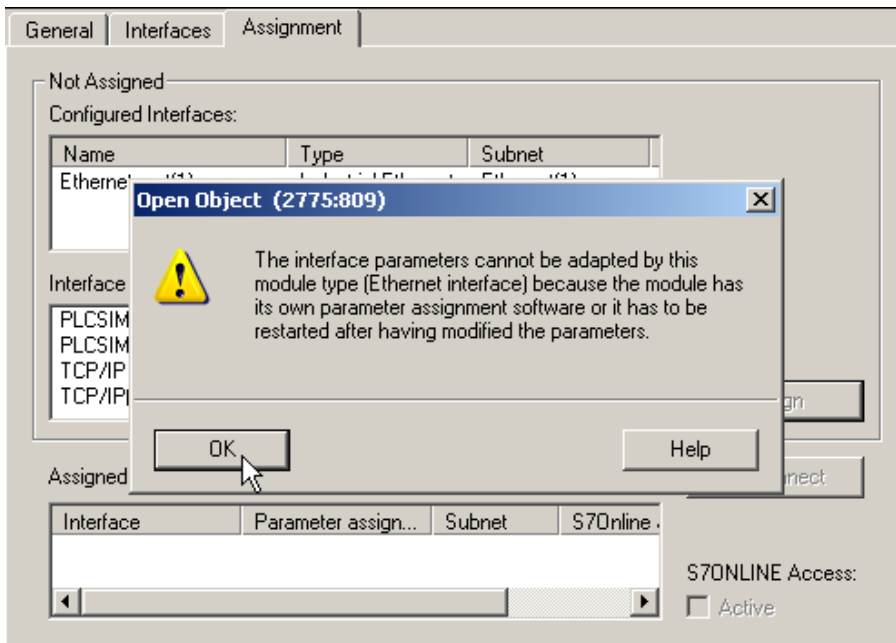 General Interfaces Assignment
Not Assigned
Configured Interfaces:
Name Type Subnet
Open Object (2775:809)
The interface parameters cannot be adapted by this
module type (Ethernet interface) because the module has
its own parameter assignment software or it has to be
restarted after having modified the parameters.
Interface
PLCSIM
PLCSIM
TCP/IP
TCP/IP
OK Help
Assigned
Interface Parameter assign... Subnet S7Online
S7ONLINE Access:
Active